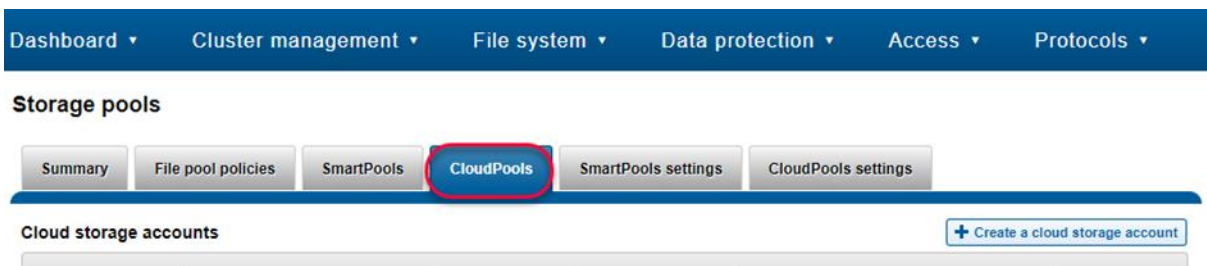 Dashboard ▾ Cluster management ▾ File system ▾ Data protection ▾ Access ▾ Protocols ▾
Storage pools
Summary File pool policies SmartPools CloudPools SmartPools settings CloudPools settings
Cloud storage accounts + Create a cloud storage account